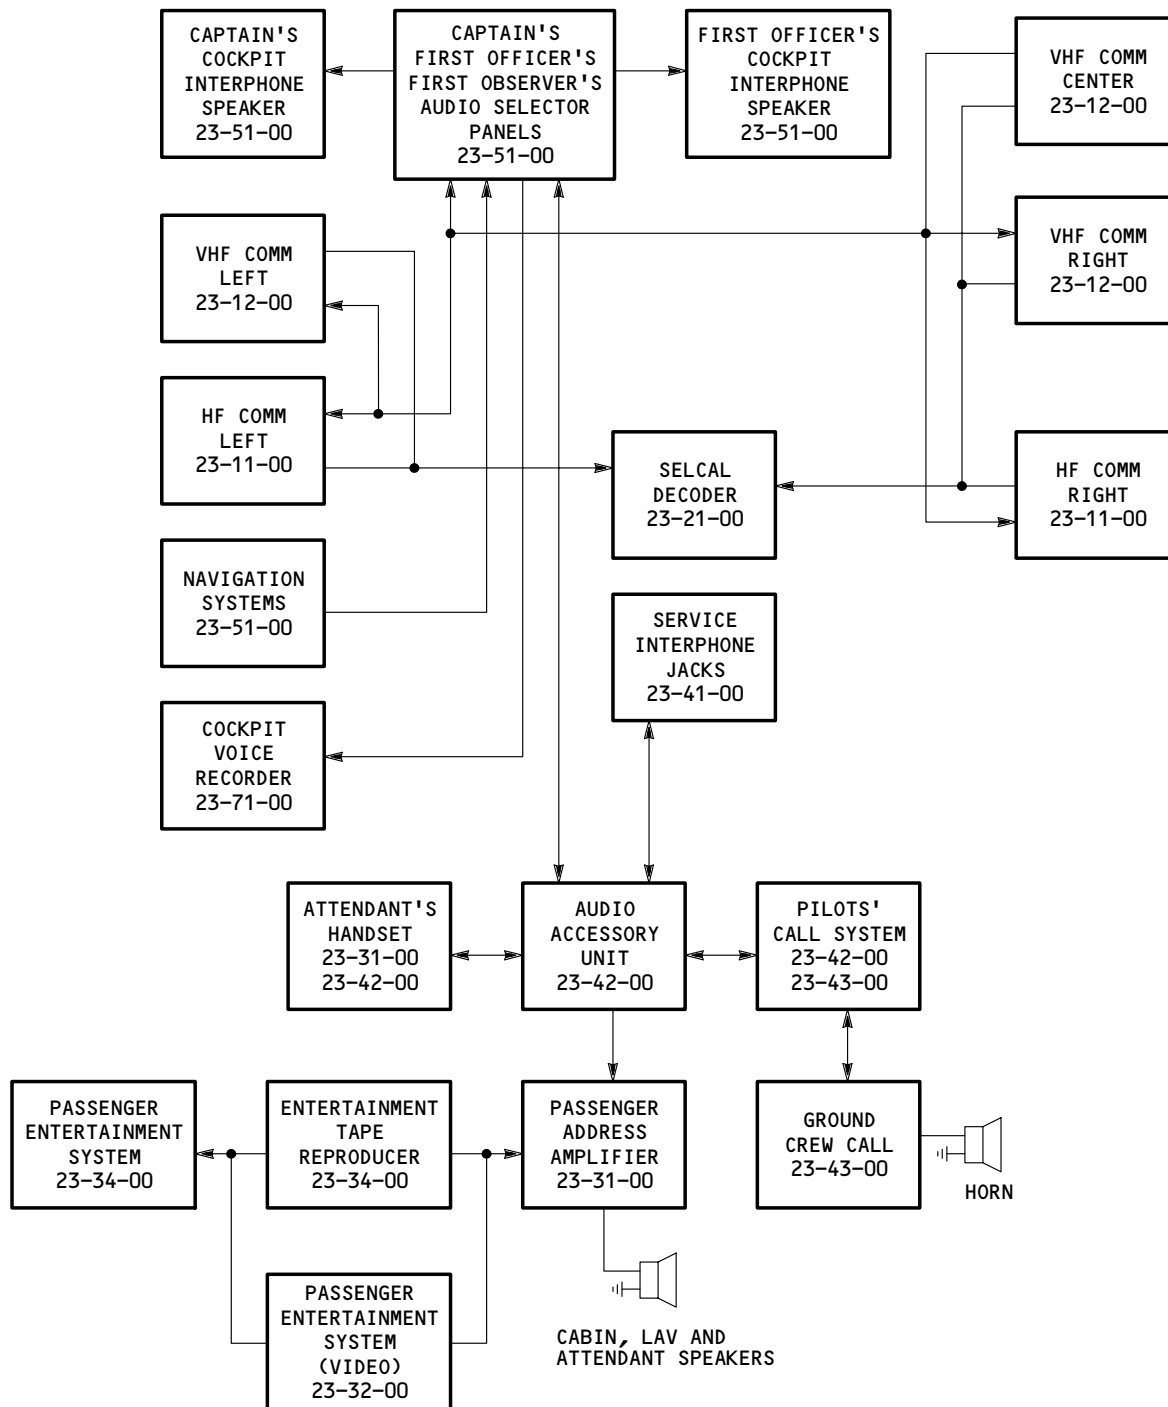 CAPTAIN'S
COCKPIT
INTERPHONE
SPEAKER
23-51-00
CAPTAIN'S
FIRST OFFICER'S
FIRST OBSERVER'S
AUDIO SELECTOR
PANELS
23-51-00
FIRST OFFICER'S
COCKPIT
INTERPHONE
SPEAKER
23-51-00
VHF COMM
CENTER
23-12-00
VHF COMM
LEFT
23-12-00
VHF COMM
RIGHT
23-12-00
HF COMM
LEFT
23-11-00
SELCAL
DECODER
23-21-00
HF COMM
RIGHT
23-11-00
NAVIGATION
SYSTEMS
23-51-00
SERVICE
INTERPHONE
JACKS
23-41-00
COCKPIT
VOICE
RECORDER
23-71-00
ATTENDANT'S
HANDSET
23-31-00
23-42-00
AUDIO
ACCESSORY
UNIT
23-42-00
PILOTS'
CALL SYSTEM
23-42-00
23-43-00
PASSENGER
ENTERTAINMENT
SYSTEM
23-34-00
ENTERTAINMENT
TAPE
REPRODUCER
23-34-00
PASSENGER
ADDRESS
AMPLIFIER
23-31-00
GROUND
CREW CALL
23-43-00
HORN
PASSENGER
ENTERTAINMENT
SYSTEM
(VIDEO)
23-32-00
CABIN, LAV AND
ATTENDANT SPEAKERS